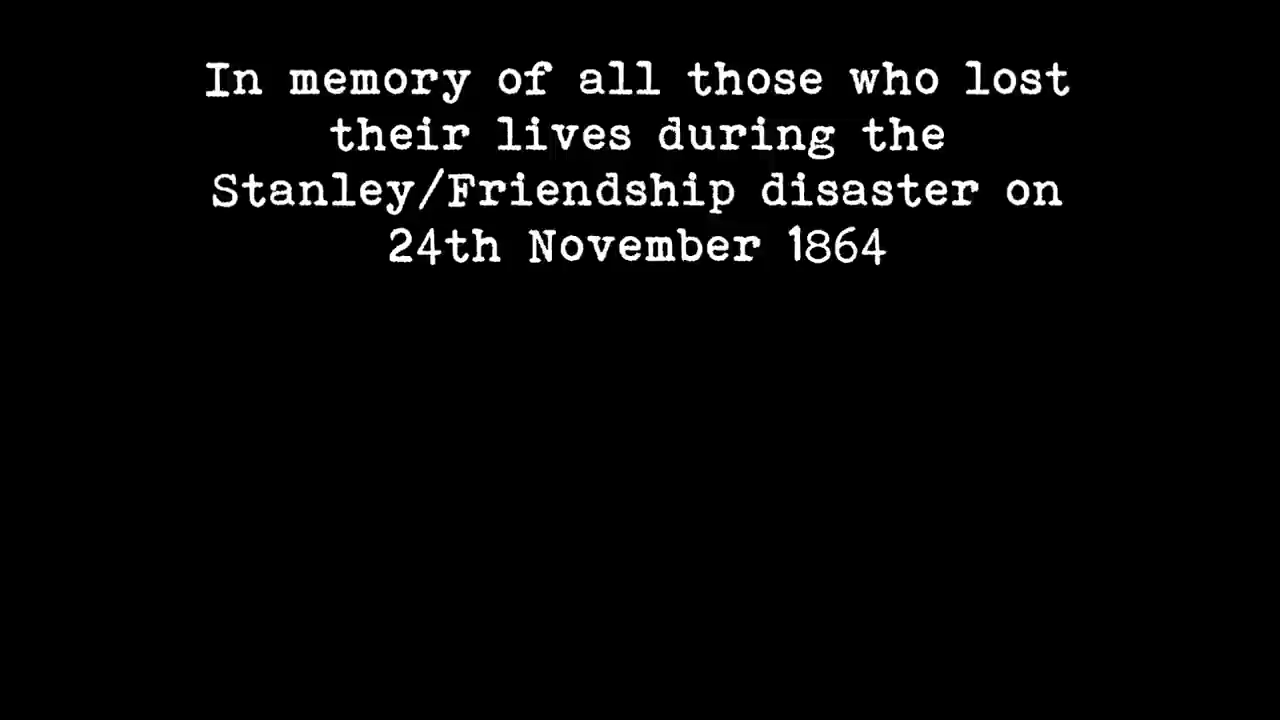 In memory of all those who lost
their lives during the
Stanley/Friendship disaster on
24th November 1864